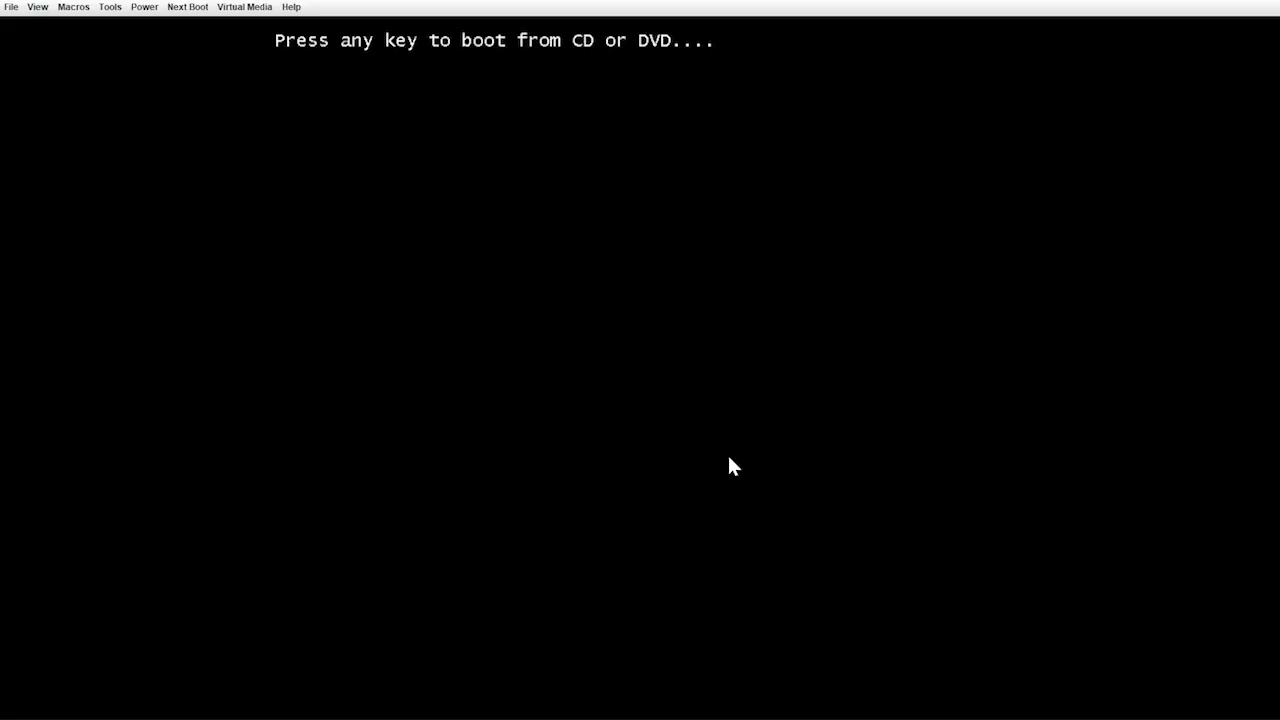 File View Macros Tools Power Next Boot Virtual Media Help
Press any key to boot from CD or DVD....